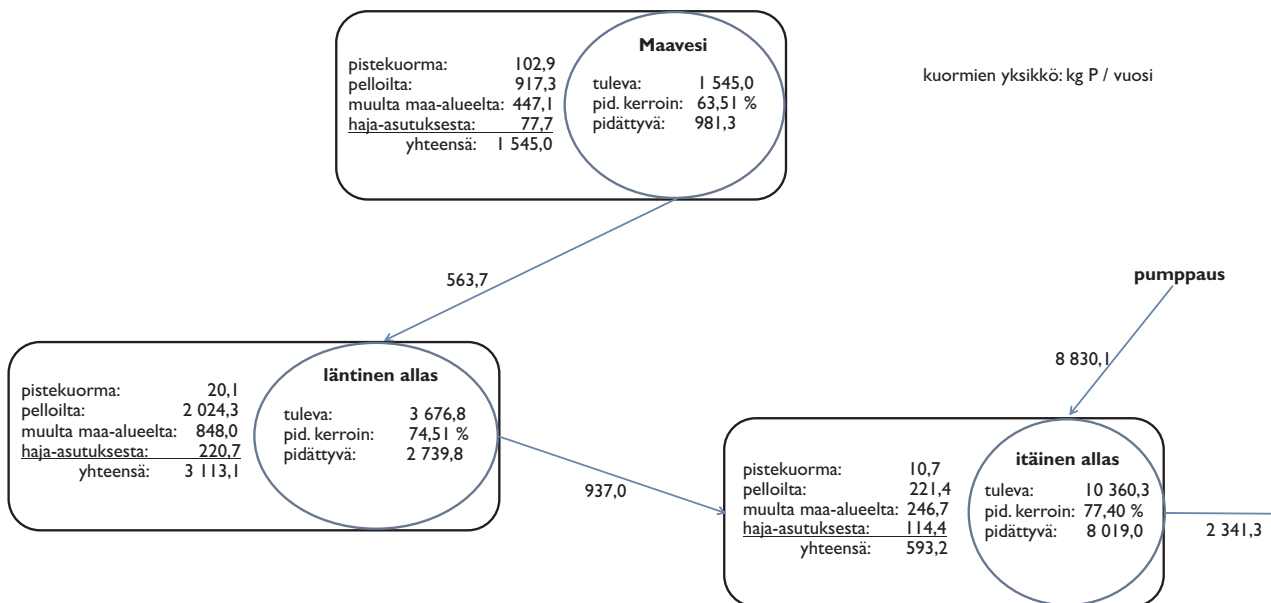 Maavesi
pistekuorma: 102,9
pelloilta: 917,3
muulta maa-alueelta: 447,1
haja-asutuksesta: 77,7
yhteensä: 1 545,0
tuleva: 1 545,0
pid. kerroin: 63,51 %
pidättyvä: 981,3
kuormien yksikkö: kg P / vuosi
563,7
pumppaus
8 830,1
läntinen allas
pistekuorma: 20,1
pelloilta: 2 024,3
muulta maa-alueelta: 848,0
haja-asutuksesta: 220,7
yhteensä: 3 113,1
tuleva: 3 676,8
pid. kerroin: 74,51 %
pidättyvä: 2 739,8
937,0
itäinen allas
pistekuorma: 10,7
pelloilta: 221,4
muulta maa-alueelta: 246,7
haja-asutuksesta: 114,4
yhteensä: 593,2
tuleva: 10 360,3
pid. kerroin: 77,40 %
pidättyvä: 8 019,0
2 341,3